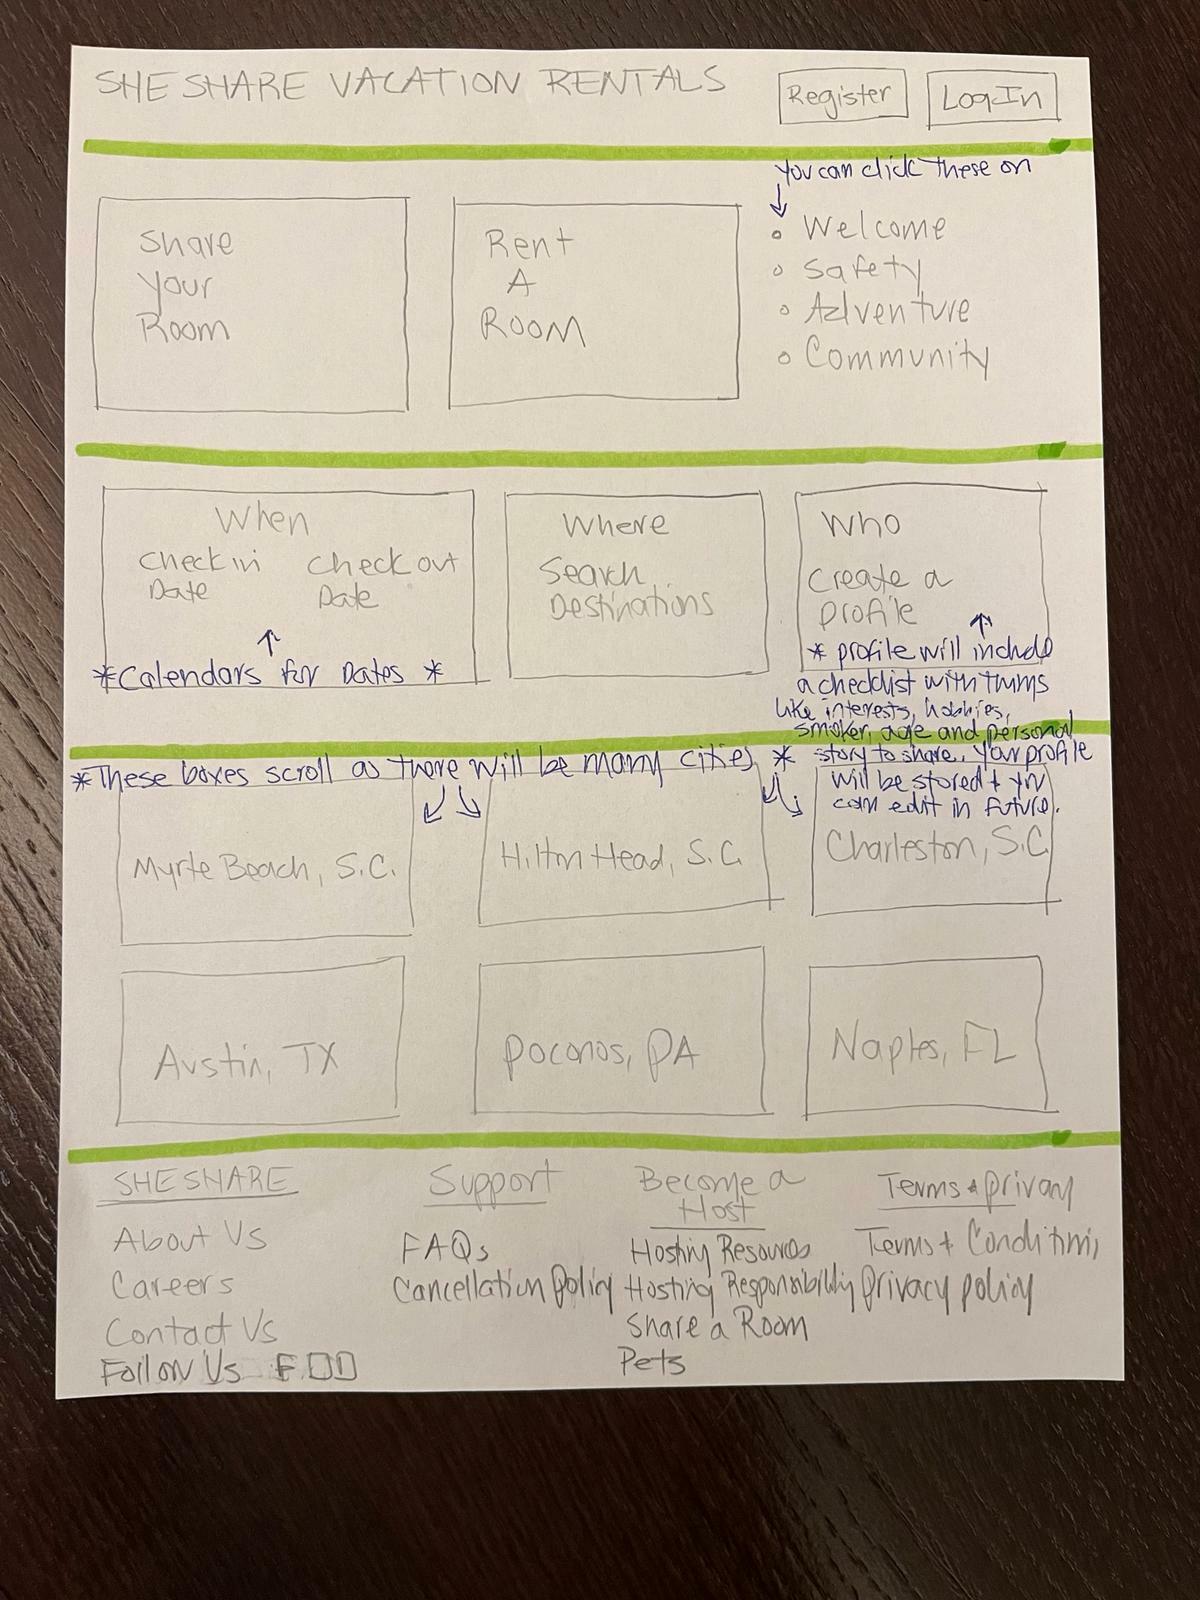 SHE SHARE VACATION RENTALS
Register
Log In
you can click these on
Share
Your
Room
Rent
A
ROOM
Welcome
Safety
Adventure
Community
When
Check in
Date
Check out
Date
*Calendars for Dates *
Where
Search
Destinations
Who
Create a
profile
* profile will include
a checklist with
like interests, hobbies,
smoker, age and personal
story to share. Your profile
will be stored +
can edit in future.
*These boxes scroll as there will be many cities *
Myrtle Beach, S.C.
Hilton Head, S.C.
Charleston, S.C
Austin, TX
Poconos, PA
Naples, FL
SHE SHARE
About Us
Careers
Contact Us
Follow Us F
Support
FAQs
Cancellation Policy
Become a
Host
Hosting Resources
Hosting Responsibility
Share a Room
Pets
Terms & privacy
Terms + Conditions
privacy policy